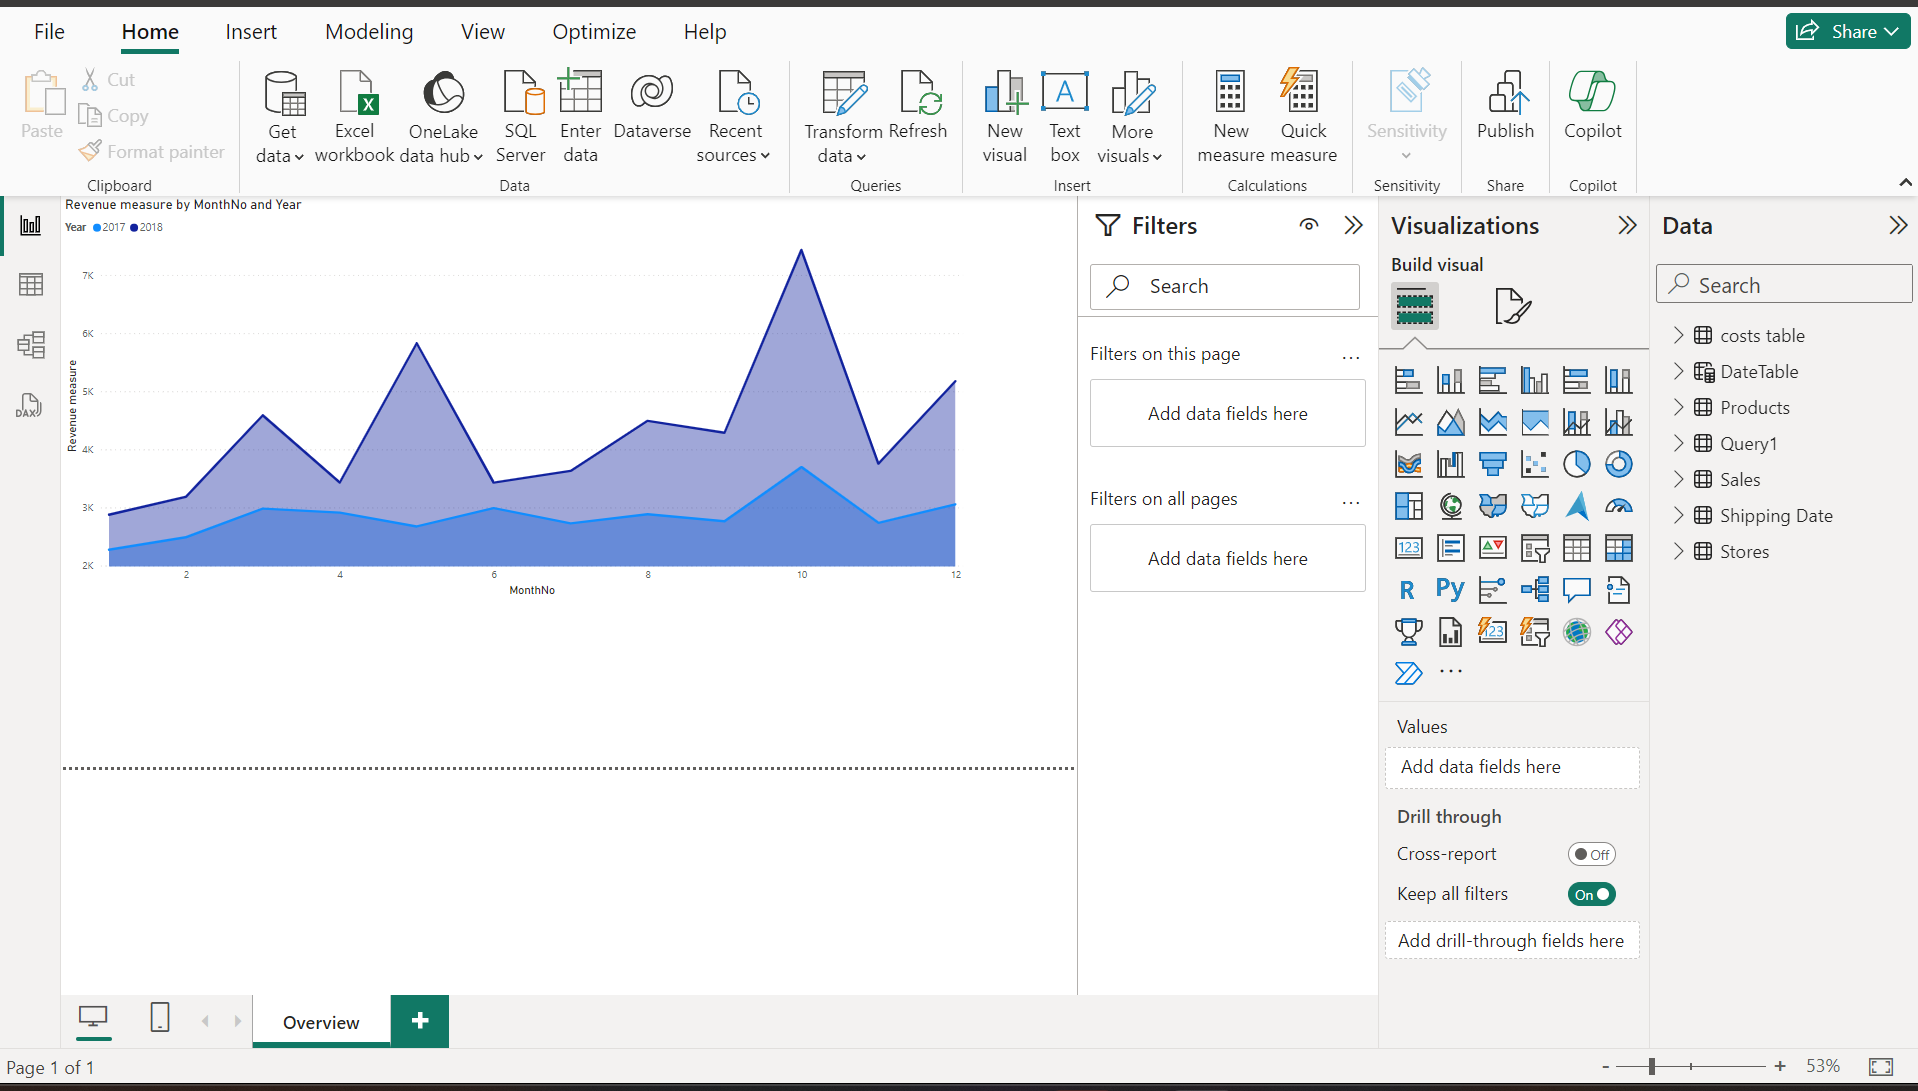 File Home Insert Modeling View Optimize Help Share
Paste
Cut
Copy
Format painter
Clipboard
Get data
Excel workbook
OneLake data hub
SQL Server
Enter data
Dataverse
Recent sources
Data
Transform data
Refresh
Queries
New visual
Text box
A
More visuals
Insert
New measure
Quick measure
Calculations
Sensitivity
Sensitivity
Publish
Share
Copilot
Copilot
X
DAX
Revenue measure by MonthNo and Year
Year 2017 2018
7K
6K
5K
4K
3K
2K
Revenue measure
2 4 6 8 10 12
MonthNo
Filters
Search
Filters on this page ...
Add data fields here
Filters on all pages ...
Add data fields here
Visualizations
Build visual
123
R Py
123
...
Values
Add data fields here
Drill through
Cross-report Off
Keep all filters On
Add drill-through fields here
Data
Search
costs table
DateTable
Products
Query1
Sales
Shipping Date
Stores
Overview +
Page 1 of 1
- + 53%